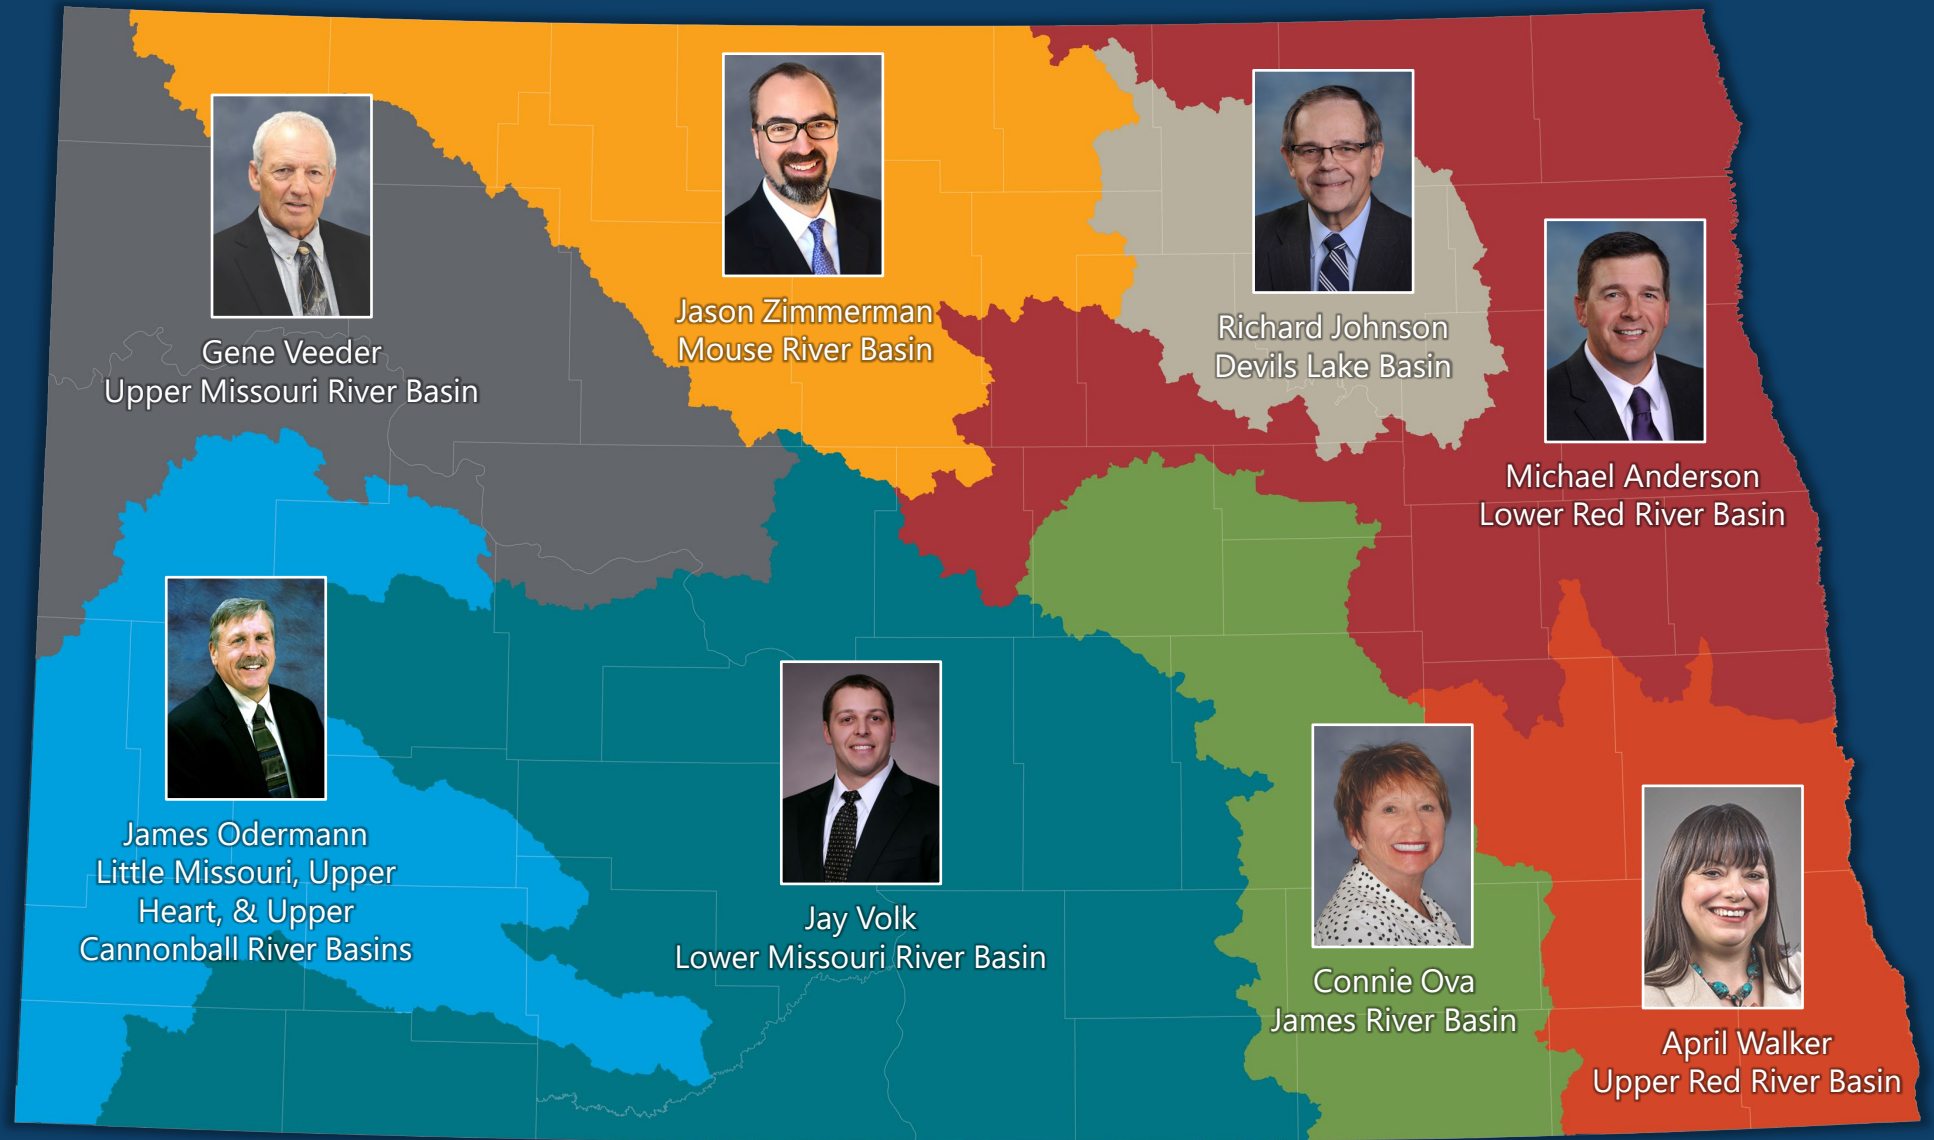 Jason Zimmerman
Mouse River Basin
Richard Johnson
Devils Lake Basin
Gene Veeder
Upper Missouri River Basin
Michael Anderson
Lower Red River Basin
James Odermann
Little Missouri, Upper
Heart, & Upper
Cannonball River Basins
Jay Volk
Lower Missouri River Basin
Connie Ova
James River Basin
April Walker
Upper Red River Basin